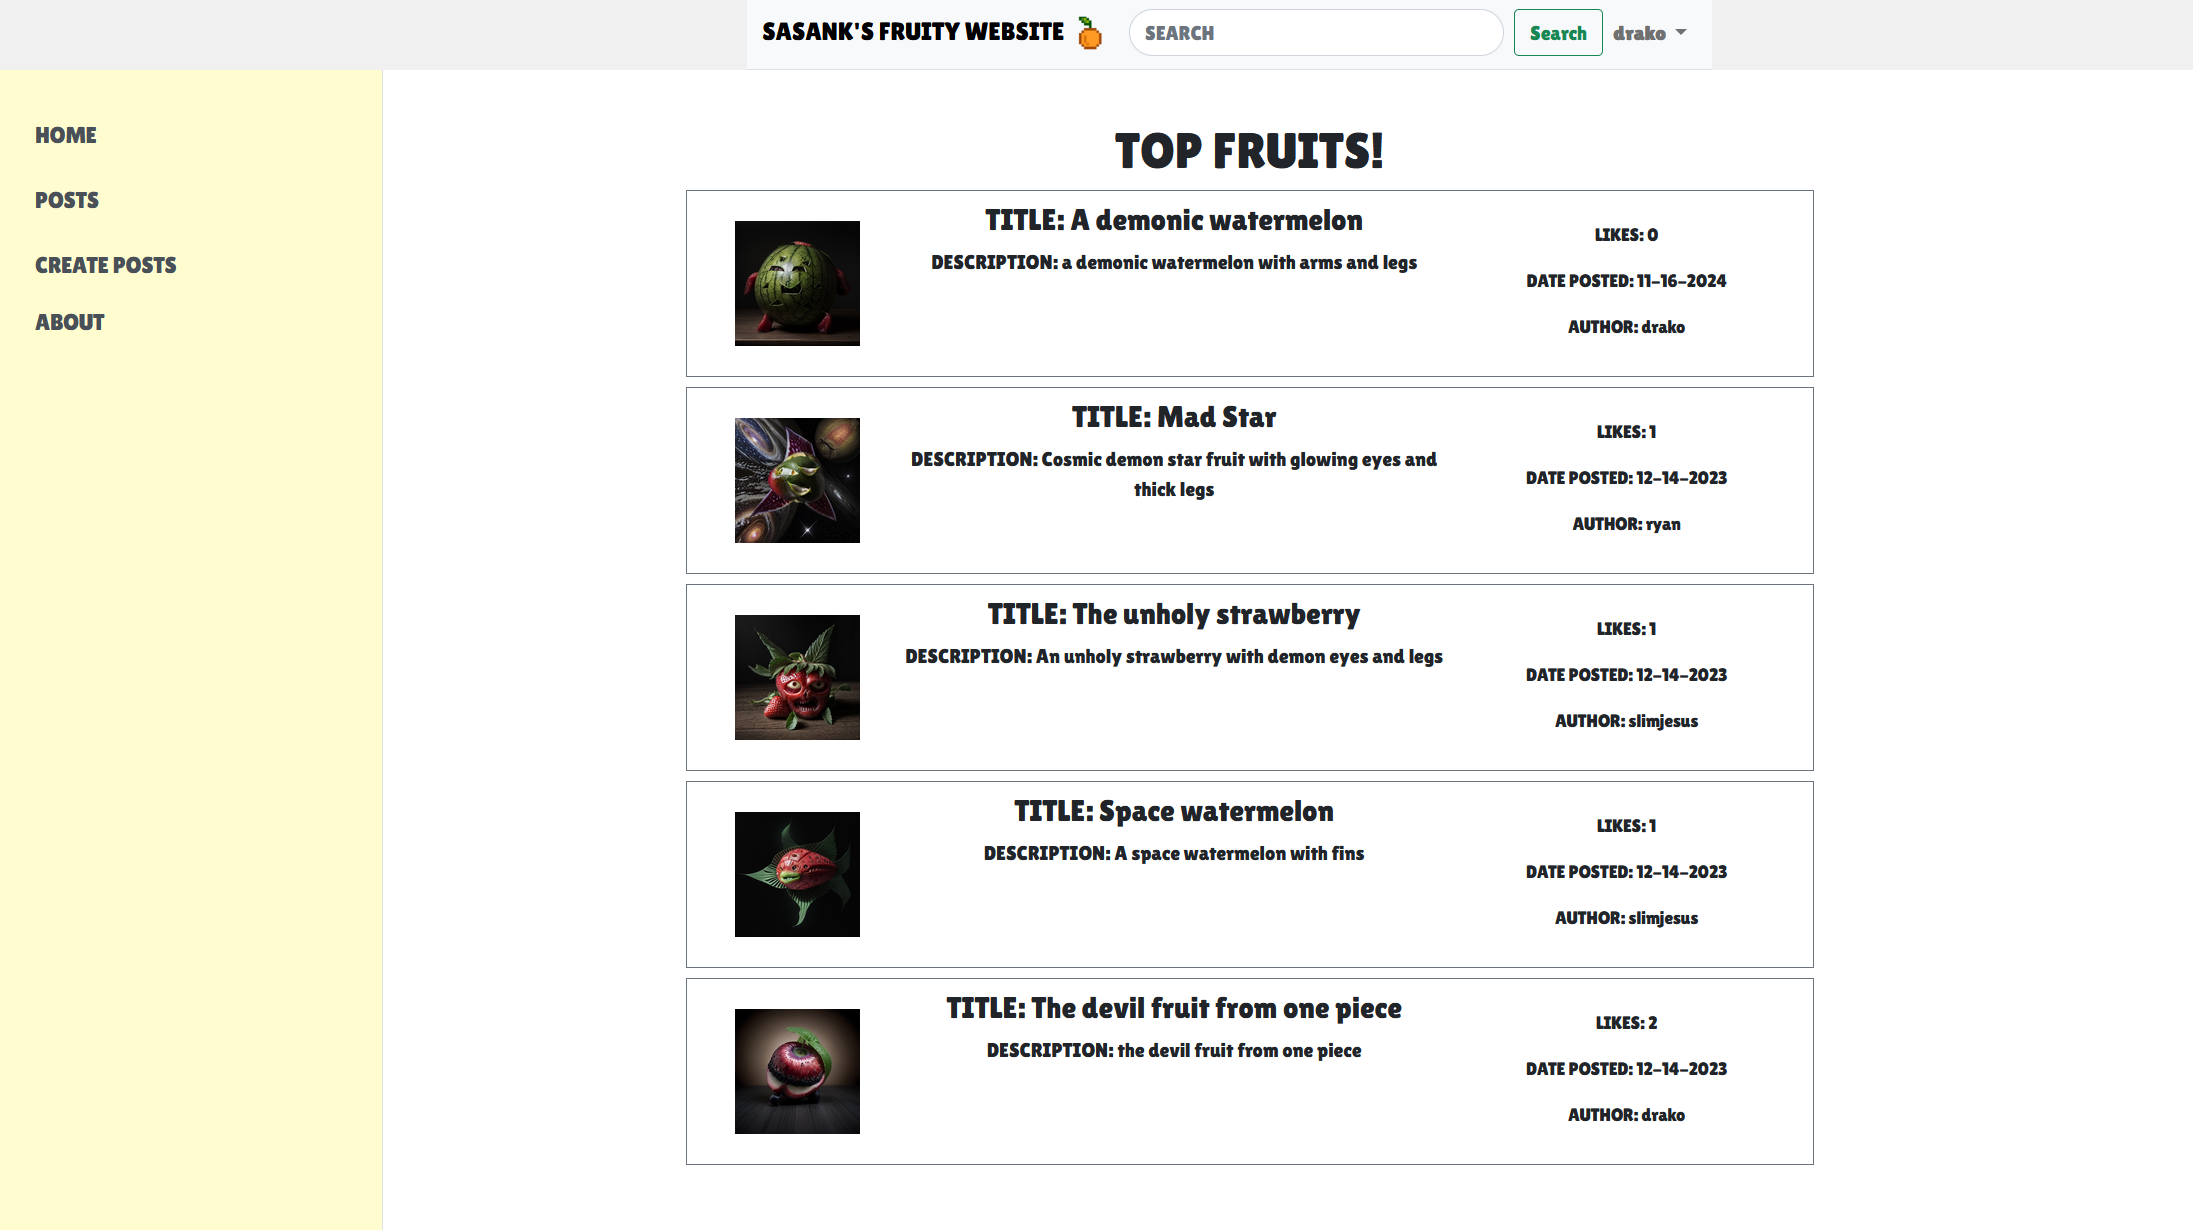 SASANK'S FRUITY WEBSITE
SEARCH
Search
drako
HOME
POSTS
CREATE POSTS
ABOUT
TOP FRUITS!
TITLE: A demonic watermelon
DESCRIPTION: a demonic watermelon with arms and legs
LIKES: 0
DATE POSTED: 11-16-2024
AUTHOR: drako
TITLE: Mad Star
DESCRIPTION: Cosmic demon star fruit with glowing eyes and
thick legs
LIKES: 1
DATE POSTED: 12-14-2023
AUTHOR: ryan
TITLE: The unholy strawberry
DESCRIPTION: An unholy strawberry with demon eyes and legs
LIKES: 1
DATE POSTED: 12-14-2023
AUTHOR: slimjesus
TITLE: Space watermelon
DESCRIPTION: A space watermelon with fins
LIKES: 1
DATE POSTED: 12-14-2023
AUTHOR: slimjesus
TITLE: The devil fruit from one piece
DESCRIPTION: the devil fruit from one piece
LIKES: 2
DATE POSTED: 12-14-2023
AUTHOR: drako